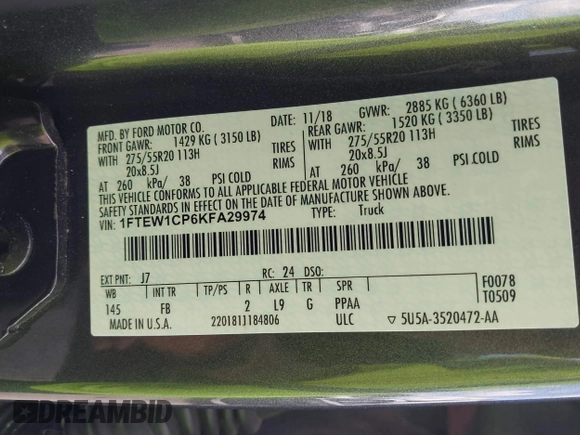 MFD. BY FORD MOTOR CO.
DATE: 11/18 GVWR: 2885 KG ( 6360 LB)
FRONT GAWR: 1429 KG ( 3150 LB) REAR GAWR: 1520 KG ( 3350 LB)
WITH 275/55R20 113H TIRES WITH 275/55R20 113H TIRES
20x8.5J RIMS 20x8.5J RIMS
AT 260 kPa/ 38 PSI COLD AT 260 kPa/ 38 PSI.COLD
THIS VEHICLE CONFORMS TO ALL APPLICABLE FEDERAL MOTOR VEHICLE
SAFETY STANDARDS IN EFFECT ON THE DATE OF MANUFACTURE SHOWN ABOVE.
VIN: 1FTEW1CP6KFA29974 TYPE: Truck
EXT PNT: J7 RC: 24 DSO: F0078
WB INT TR TP/PS R AXLE TR SPR T0509
145 FB 2 L9 G PPAA
MADE IN U.S.A. 2201811184806 ULC ▽ 5U5A-3520472-AA
DREAMBID